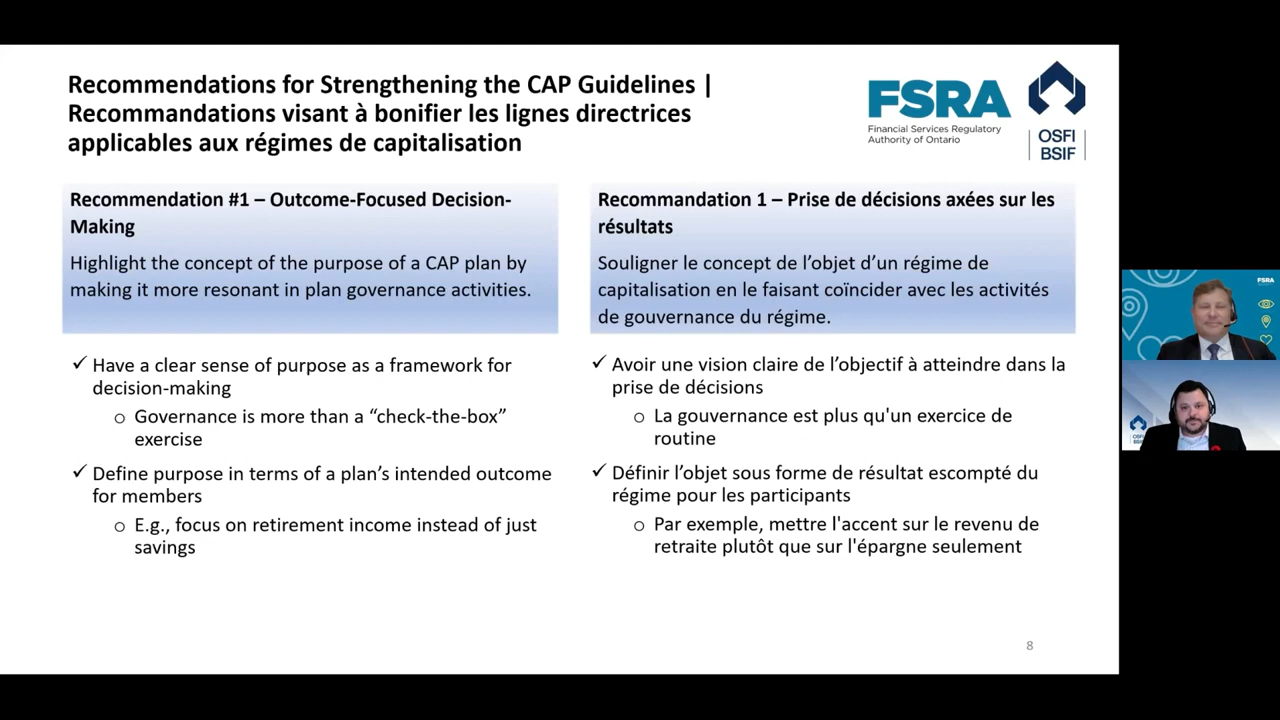 Recommendations for Strengthening the CAP Guidelines |
Recommandations visant à bonifier les lignes directrices
applicables aux régimes de capitalisation
FSRA
Financial Services Regulatory
Authority of Ontario
OSFI
BSIF
Recommendation #1 – Outcome-Focused Decision-
Making
Highlight the concept of the purpose of a CAP plan by
making it more resonant in plan governance activities.
✓ Have a clear sense of purpose as a framework for
decision-making
o Governance is more than a “check-the-box”
exercise
✓ Define purpose in terms of a plan’s intended outcome
for members
o E.g., focus on retirement income instead of just
savings
Recommandation 1 – Prise de décisions axées sur les
résultats
Souligner le concept de l’objet d’un régime de
capitalisation en le faisant coïncider avec les activités
de gouvernance du régime.
✓ Avoir une vision claire de l’objectif à atteindre dans la
prise de décisions
o La gouvernance est plus qu'un exercice de
routine
✓ Définir l’objet sous forme de résultat escompté du
régime pour les participants
o Par exemple, mettre l'accent sur le revenu de
retraite plutôt que sur l'épargne seulement
8
FSRA
OSFI
BSIF